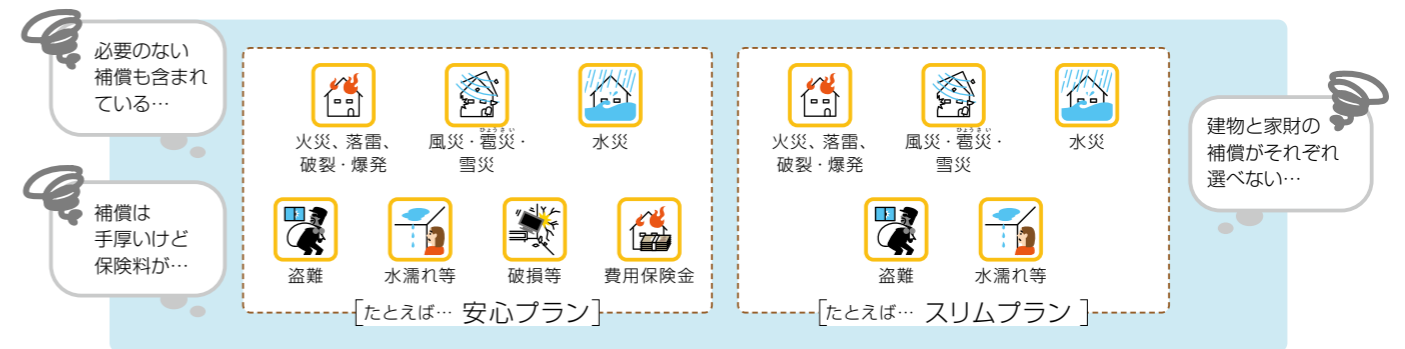 必要のない
補償も含まれ
ている…
補償は
手厚いけど
保険料が…
火災、落雷、
破裂・爆発
風災・雹災・
ひょうさい
雪災
水災
盗難
水濡れ等
破損等
費用保険金
[たとえば… 安心プラン]
火災、落雷、
破裂・爆発
風災・雹災・
ひょうさい
雪災
水災
盗難
水濡れ等
[たとえば… スリムプラン]
建物と家財の
補償がそれぞれ
選べない…